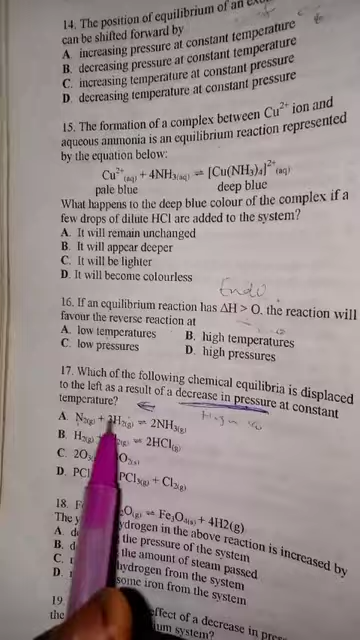 14. The position of equilibrium of an
can be shifted forward by
A. increasing pressure at constant temperature
B. decreasing pressure at constant temperature
C. increasing temperature at constant pressure
D. decreasing temperature at constant pressure
15. The formation of a complex between Cu²⁺ ion and
aqueous ammonia is an equilibrium reaction represented
by the equation below:
Cu²⁺(aq) + 4NH₃(aq) ⇌ [Cu(NH₃)₄]²⁺(aq)
pale blue deep blue
What happens to the deep blue colour of the complex if a
few drops of dilute HCl are added to the system?
A. It will remain unchanged
B. It will appear deeper
C. It will be lighter
D. It will become colourless
Endo
16. If an equilibrium reaction has ΔH > O. the reaction will
favour the reverse reaction at
A. low temperatures B. high temperatures
C. low pressures D. high pressures
17. Which of the following chemical equilibria is displaced
to the left as a result of a decrease in pressure at constant
temperature?
A. N₂(g) + 3H₂(g) ⇌ 2NH₃(g)
B. H₂(g) ₂(g) ⇌ 2HCl(g)
C. 2O₃ O₂(s)
D. PCl PCl₃(g) + Cl₂(g)
18. ₂O(g) ⇌ Fe₃O₄(s) + 4H2(g)
The y ydrogen in the above reaction is increased by
A. the pressure of the system
B. the amount of steam passed
C. hydrogen from the system
D. some iron from the system
19.
the effect of a decrease in
system?